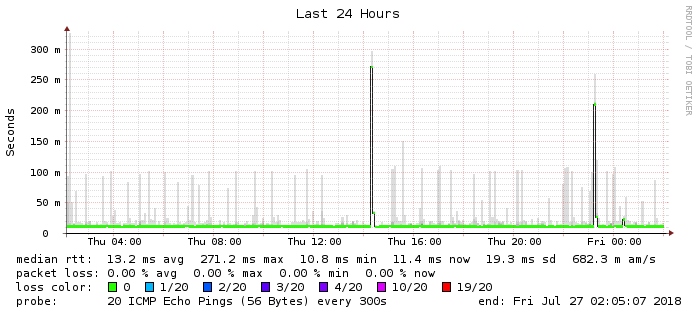 Last 24 Hours
RRDTOOL / TOBI OETIKER
Seconds
300 m
250 m
200 m
150 m
100 m
50 m
0
Thu 04:00 Thu 08:00 Thu 12:00 Thu 16:00 Thu 20:00 Fri 00:00
median rtt: 13.2 ms avg 271.2 ms max 10.8 ms min 11.4 ms now 19.3 ms sd 682.3 m am/s
packet loss: 0.00 % avg 0.00 % max 0.00 % min 0.00 % now
loss color: 0 1/20 2/20 3/20 4/20 10/20 19/20
probe: 20 ICMP Echo Pings (56 Bytes) every 300s end: Fri Jul 27 02:05:07 2018